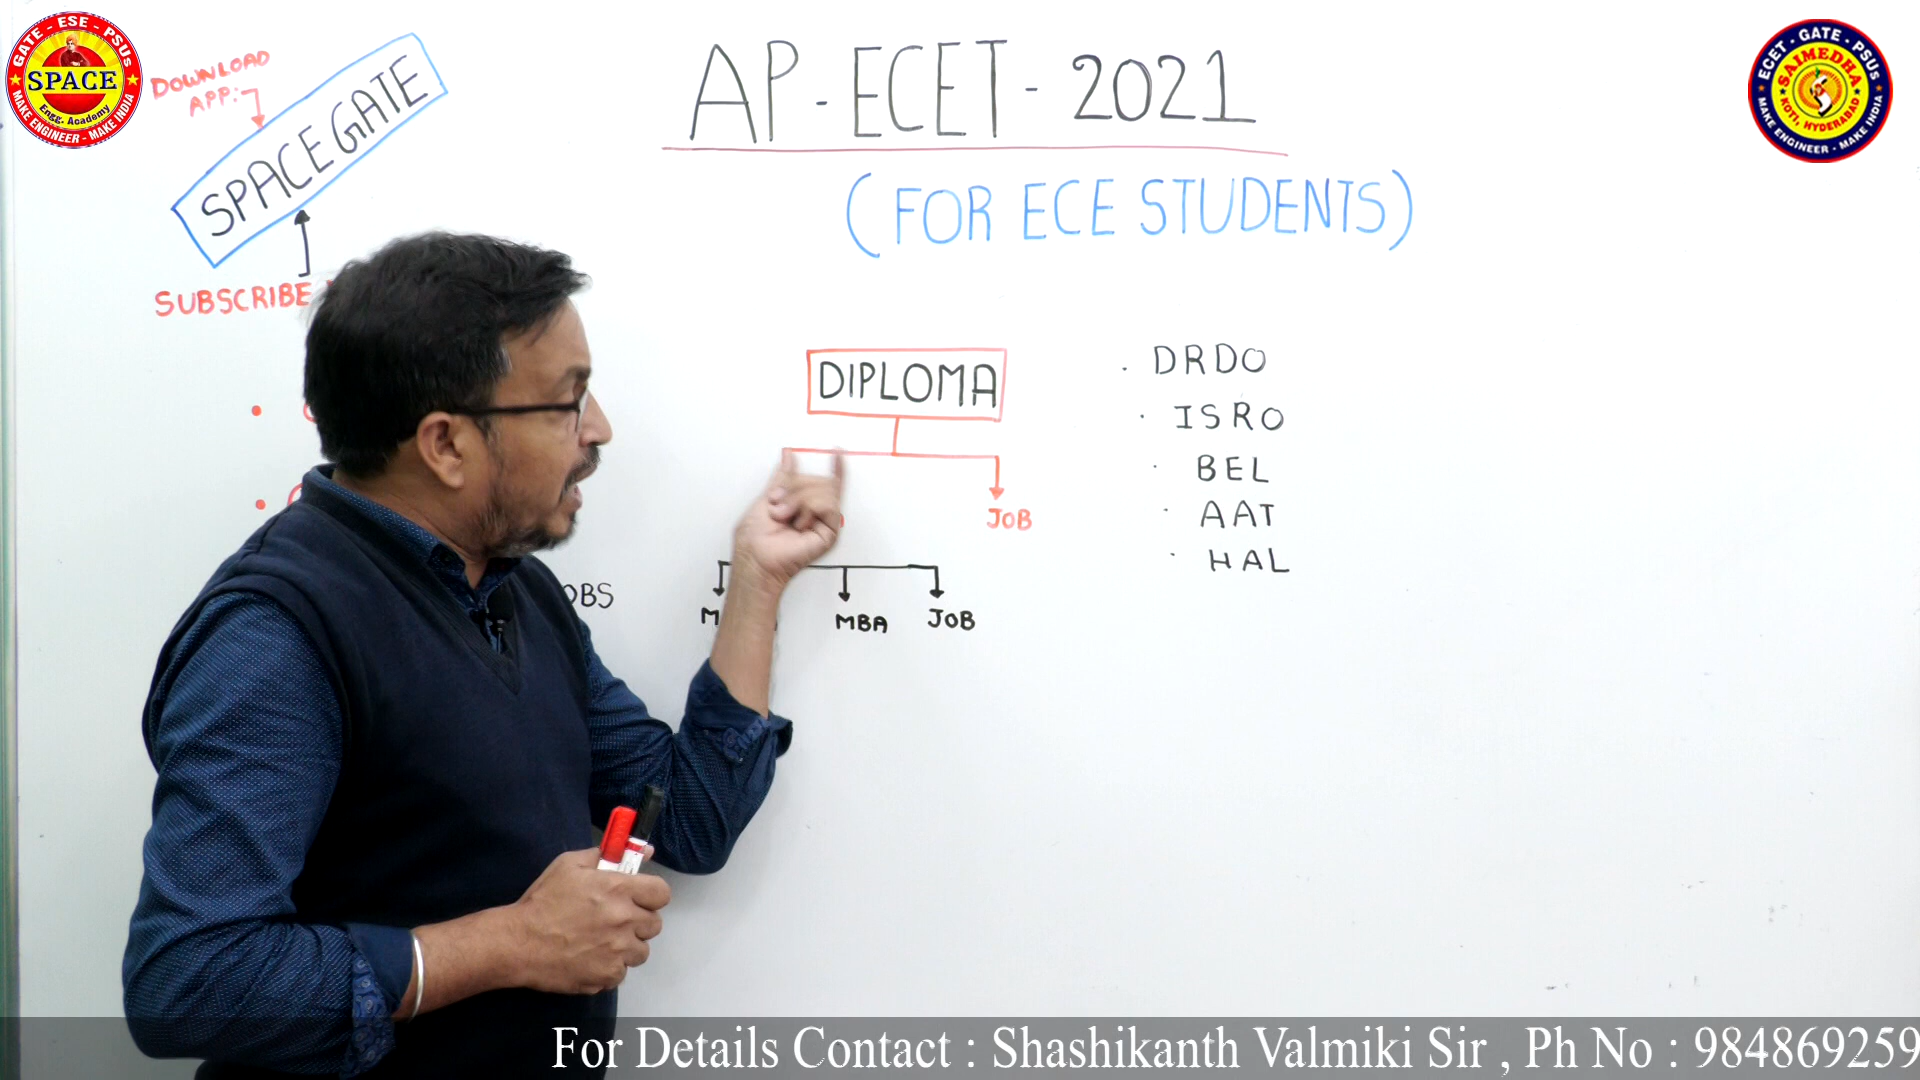 GATE - ESE - PSUs
SPACE
Engg. Academy
MAKE ENGINEER - MAKE INDIA
DOWNLOAD
APP:-
SPACE GATE
SUBSCRIBE
AP - ECET - 2021
(FOR ECE STUDENTS)
ECET - GATE - PSUs
SAIMEDHA
KOTI, HYDERABAD
MAKE ENGINEER - MAKE INDIA
DIPLOMA
JOB
MBA
JOB
. DRDO
. ISRO
. BEL
. AAT
. HAL
For Details Contact : Shashikanth Valmiki Sir , Ph No : 984869259